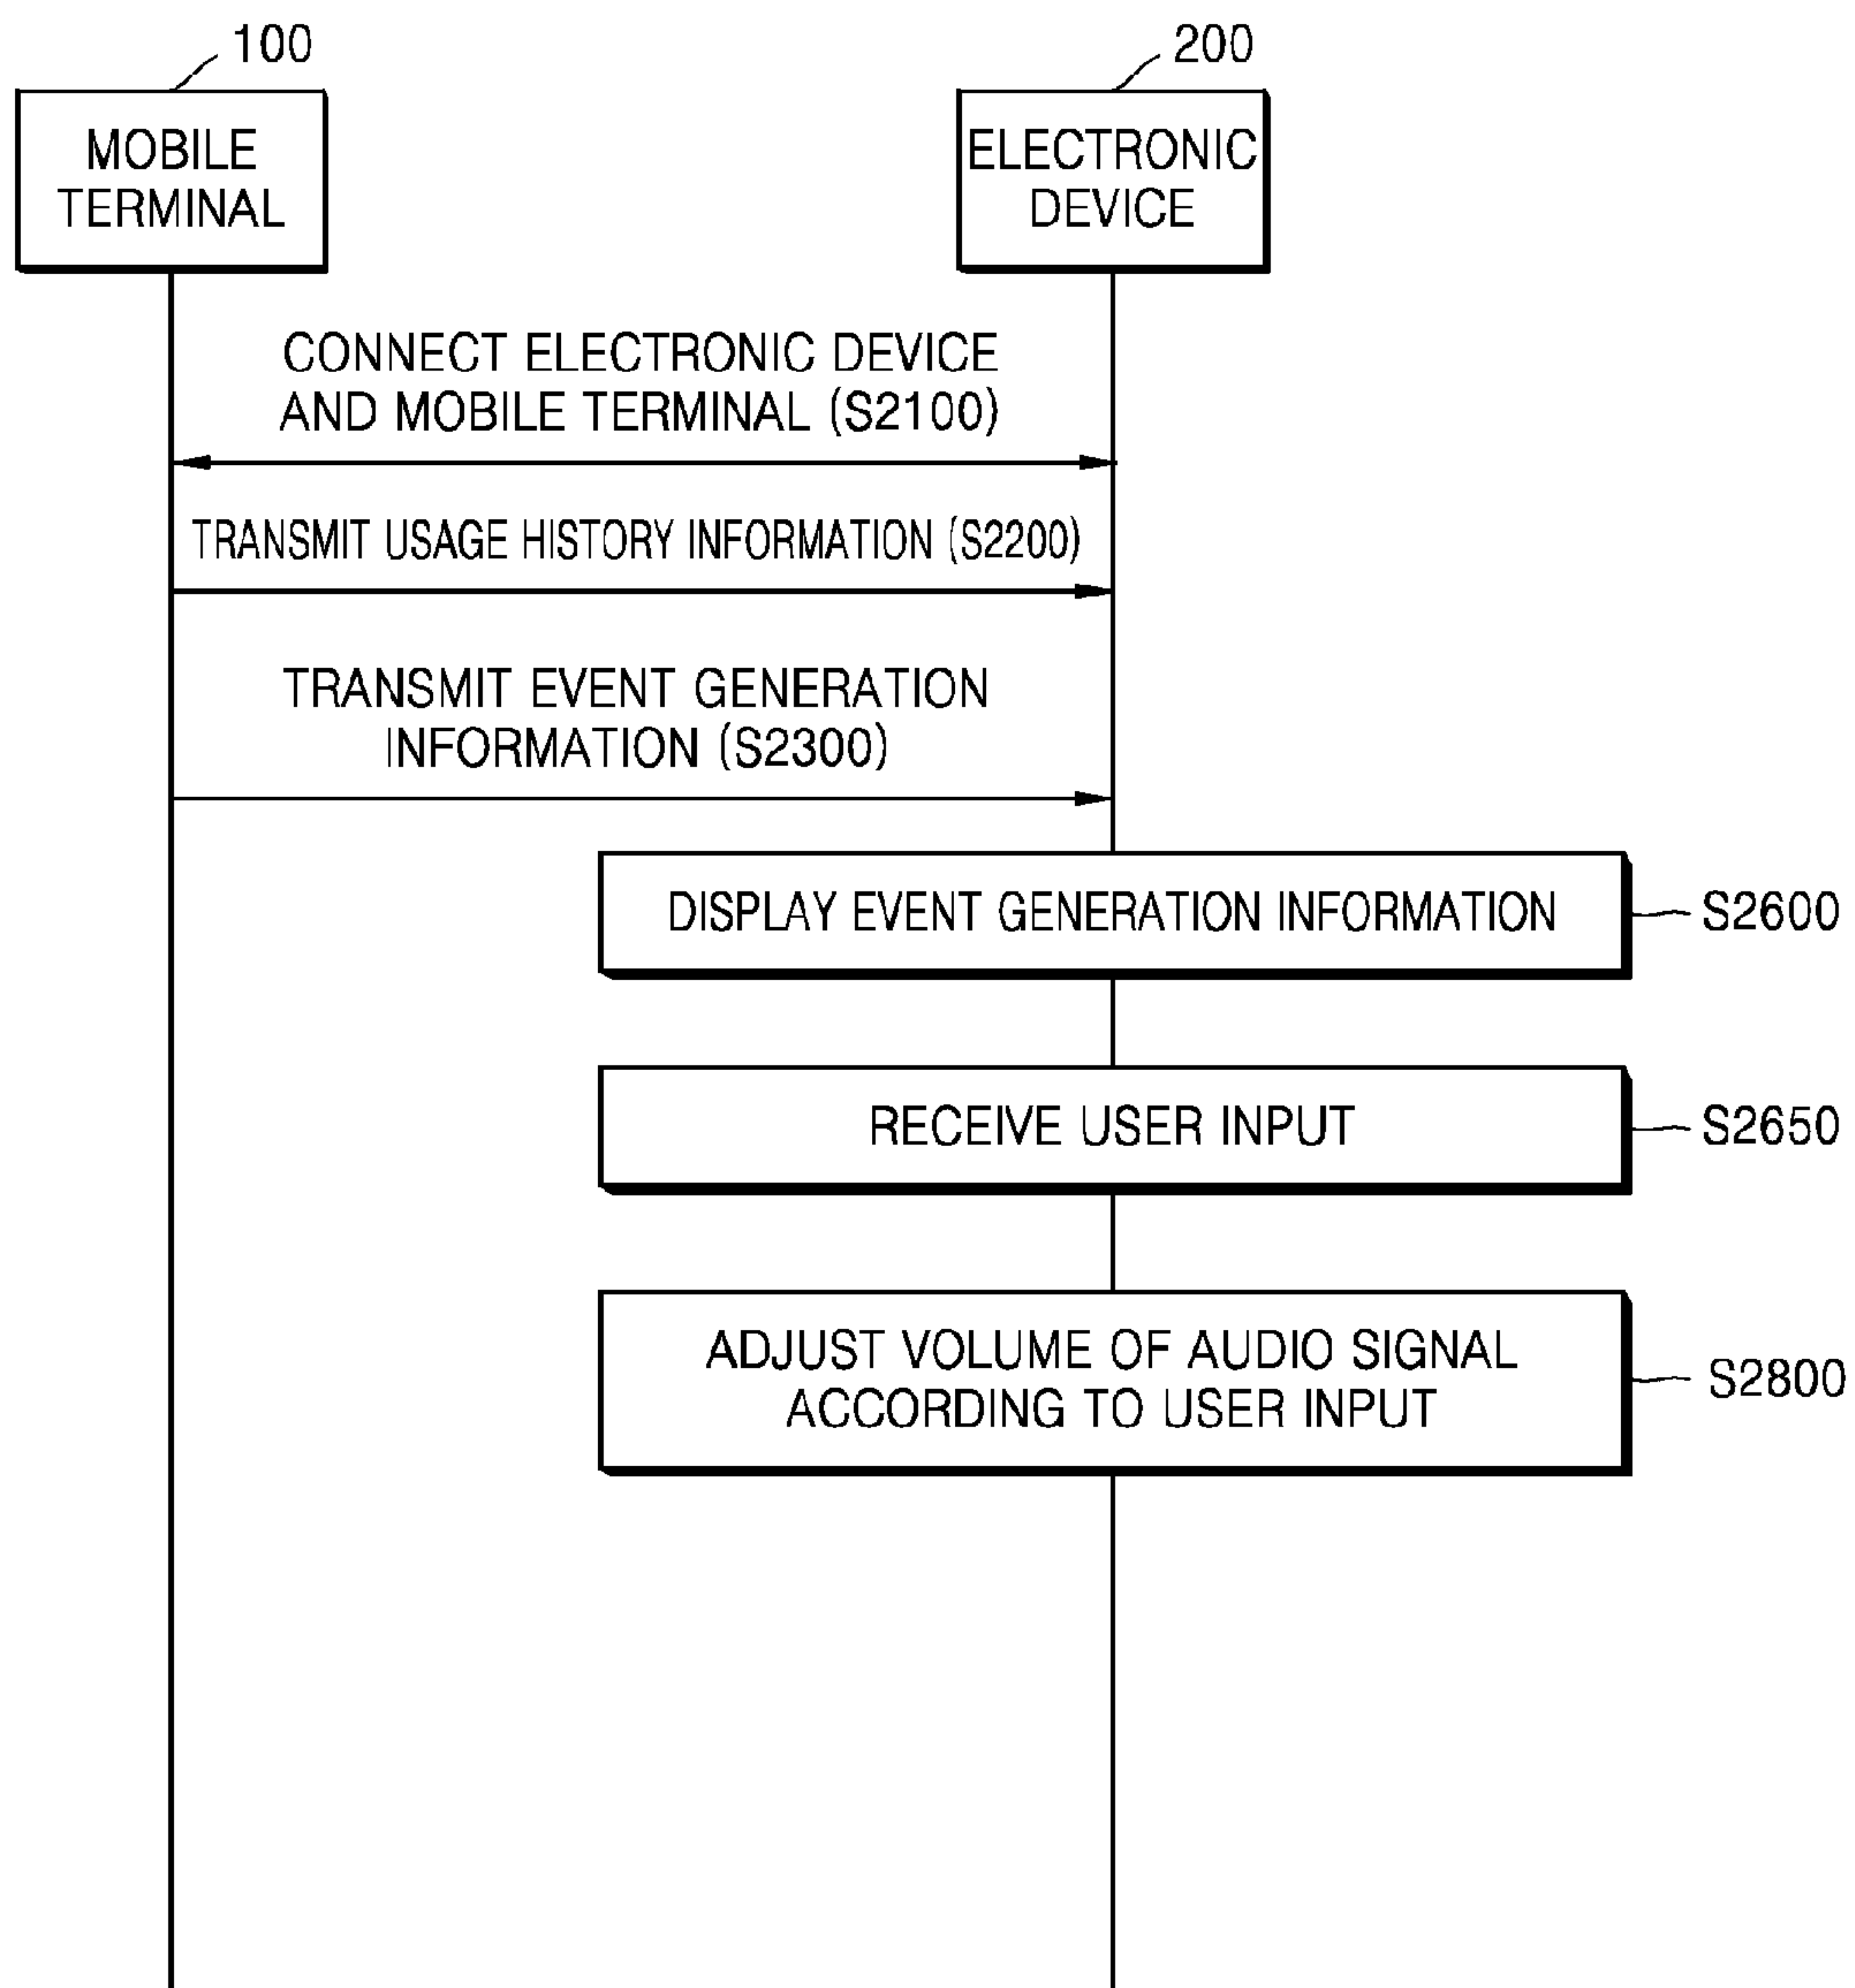 100
200
MOBILE
TERMINAL
ELECTRONIC
DEVICE
CONNECT ELECTRONIC DEVICE
AND MOBILE TERMINAL (S2100)
TRANSMIT USAGE HISTORY INFORMATION (S2200)
TRANSMIT EVENT GENERATION
INFORMATION (S2300)
DISPLAY EVENT GENERATION INFORMATION
S2600
RECEIVE USER INPUT
S2650
ADJUST VOLUME OF AUDIO SIGNAL
ACCORDING TO USER INPUT
S2800